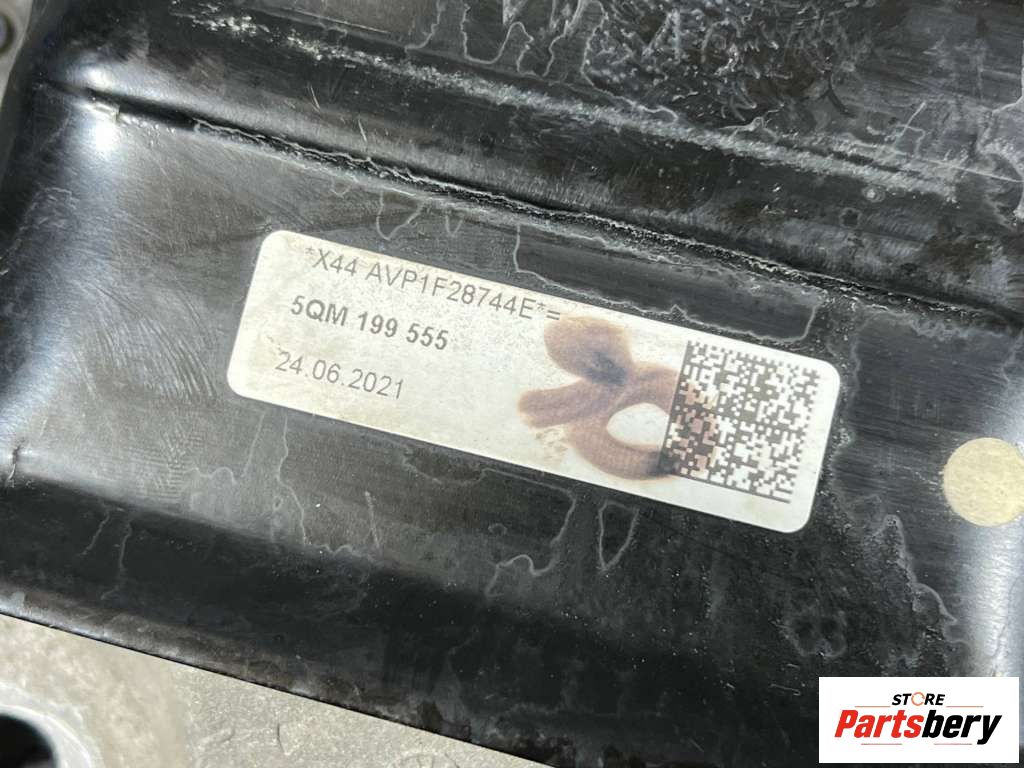 *X44 AVP1F28744E*=
5QM 199 555
24.06.2021
STORE
Partsbery